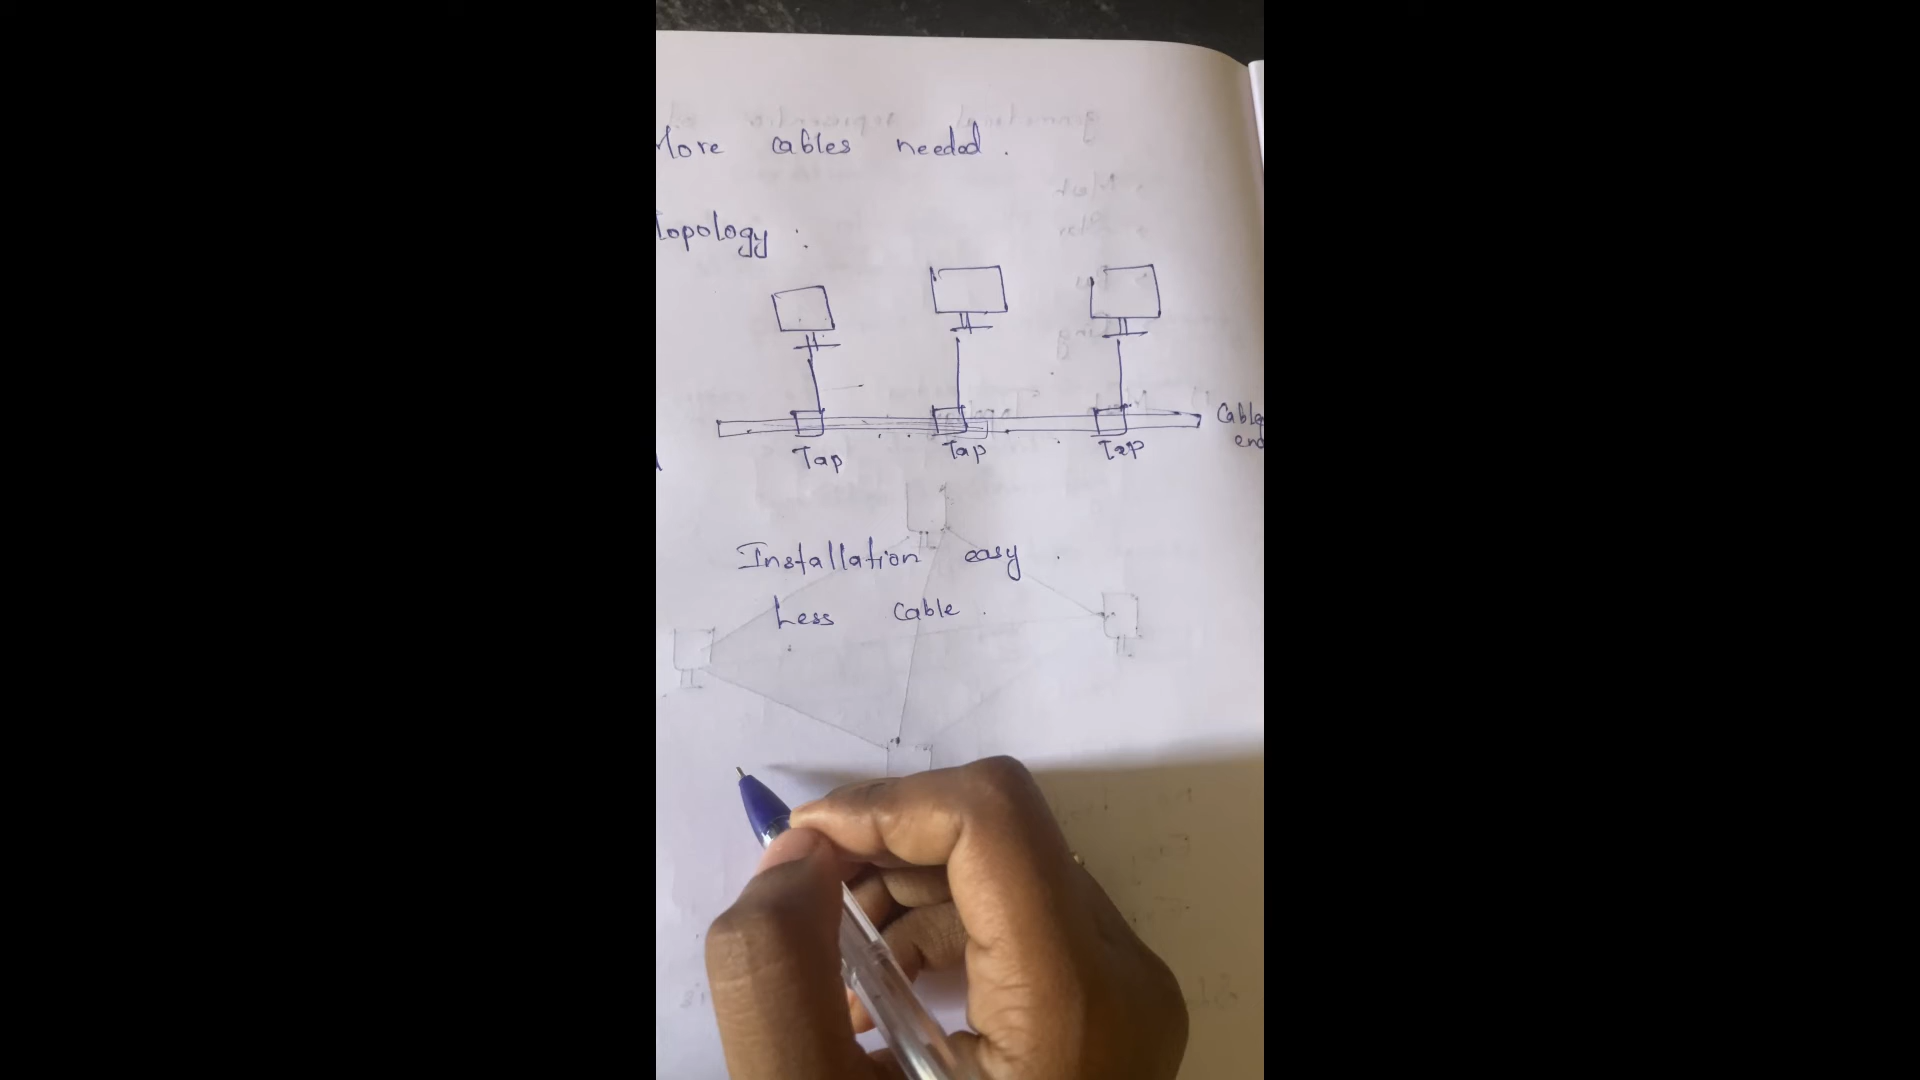 More cables needed.
Topology :
Cable
end
Tap Tap Tap
Installation easy.
Less cable.